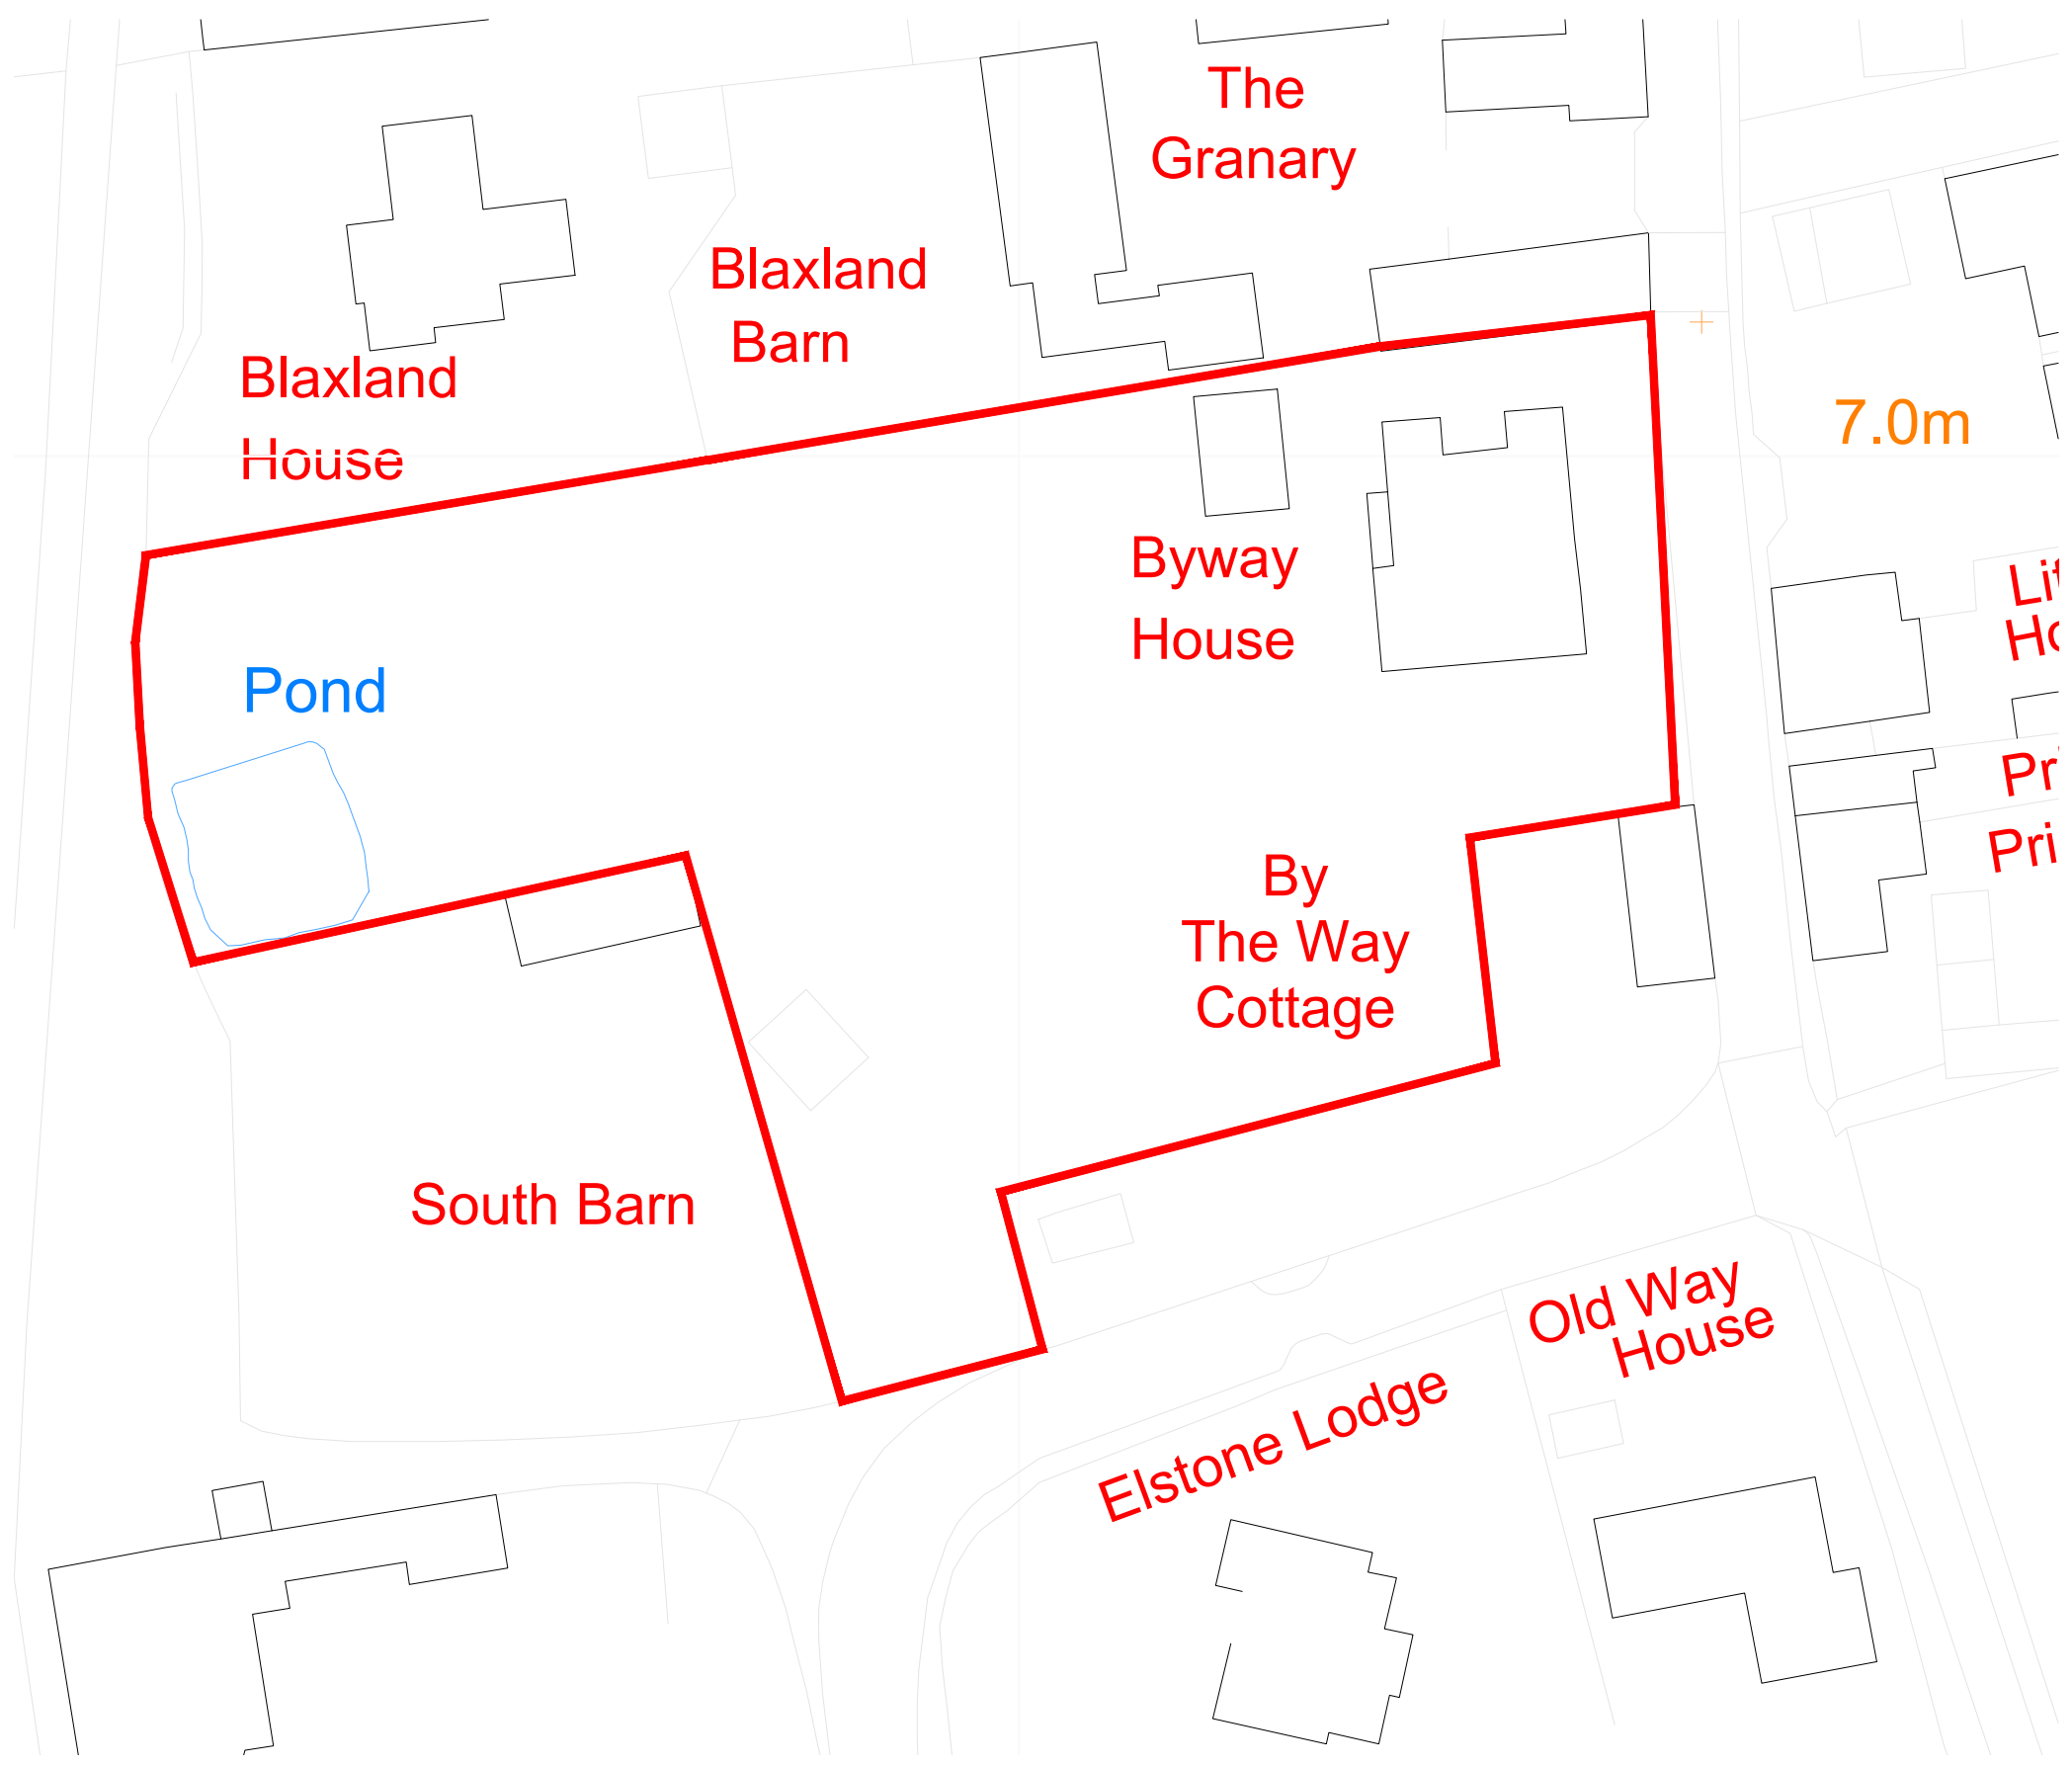 The
Granary
Blaxland
Barn
Blaxland
House
7.0m
Byway
House
Pond
By
The Way
Cottage
South Barn
Old Way
House
Elstone Lodge